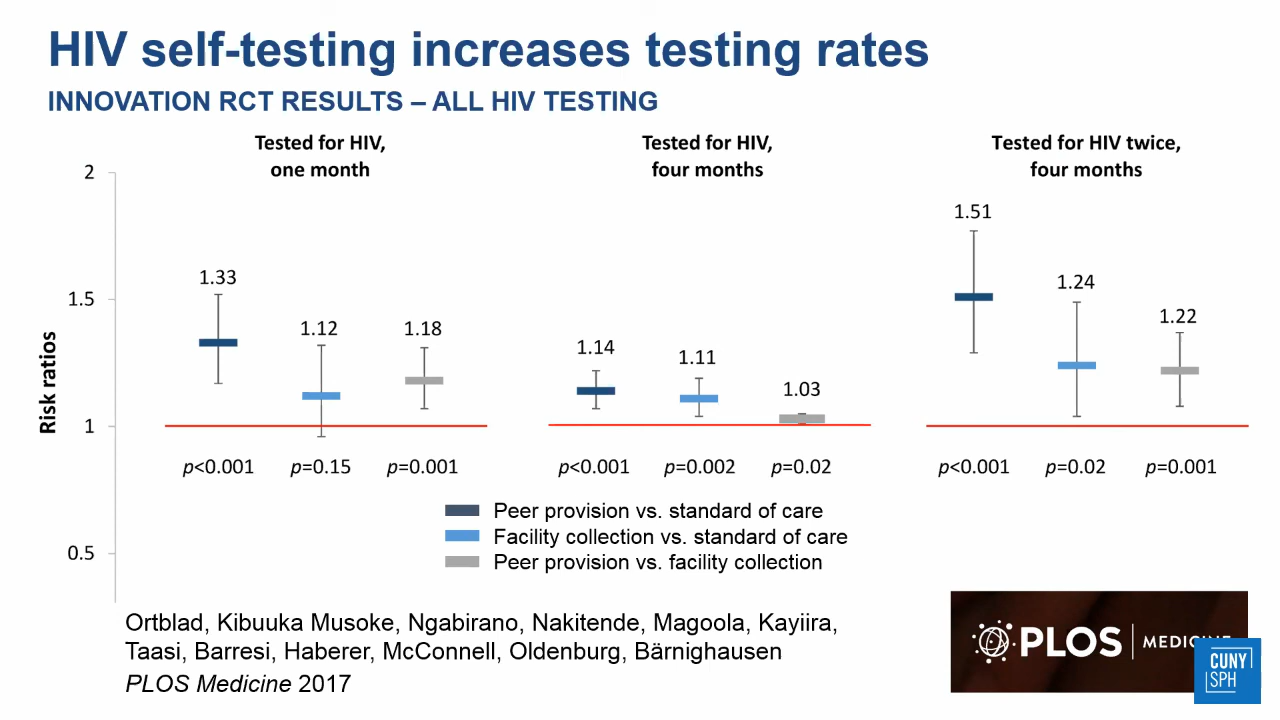 HIV self-testing increases testing rates
INNOVATION RCT RESULTS – ALL HIV TESTING
Tested for HIV,
one month
Tested for HIV,
four months
Tested for HIV twice,
four months
2
1.5
1
0.5
Risk ratios
1.33
1.12
1.18
1.14
1.11
1.03
1.51
1.24
1.22
p<0.001
p=0.15
p=0.001
p<0.001
p=0.002
p=0.02
p<0.001
p=0.02
p=0.001
Peer provision vs. standard of care
Facility collection vs. standard of care
Peer provision vs. facility collection
Ortblad, Kibuuka Musoke, Ngabirano, Nakitende, Magoola, Kayiira,
Taasi, Barresi, Haberer, McConnell, Oldenburg, Bärnighausen
PLOS Medicine 2017
PLOS MEDICINE
CUNY
SPH